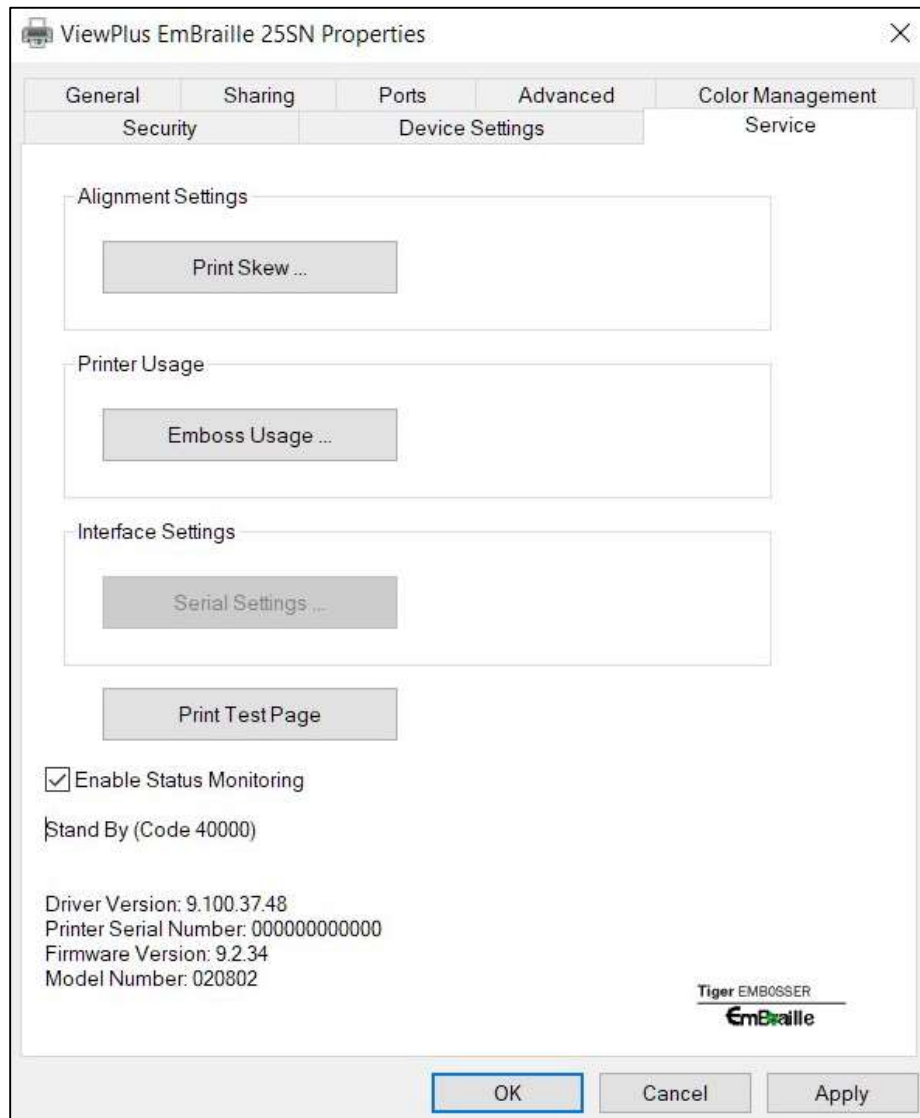 ViewPlus EmBraille 25SN Properties
General Sharing Ports Advanced Color Management
Security Device Settings Service
Alignment Settings
Print Skew ...
Printer Usage
Emboss Usage ...
Interface Settings
Serial Settings ...
Print Test Page
Enable Status Monitoring
Stand By (Code 40000)
Driver Version: 9.100.37.48
Printer Serial Number: 000000000000
Firmware Version: 9.2.34
Model Number: 020802
Tiger EMBOSSER
EmBraille
OK Cancel Apply